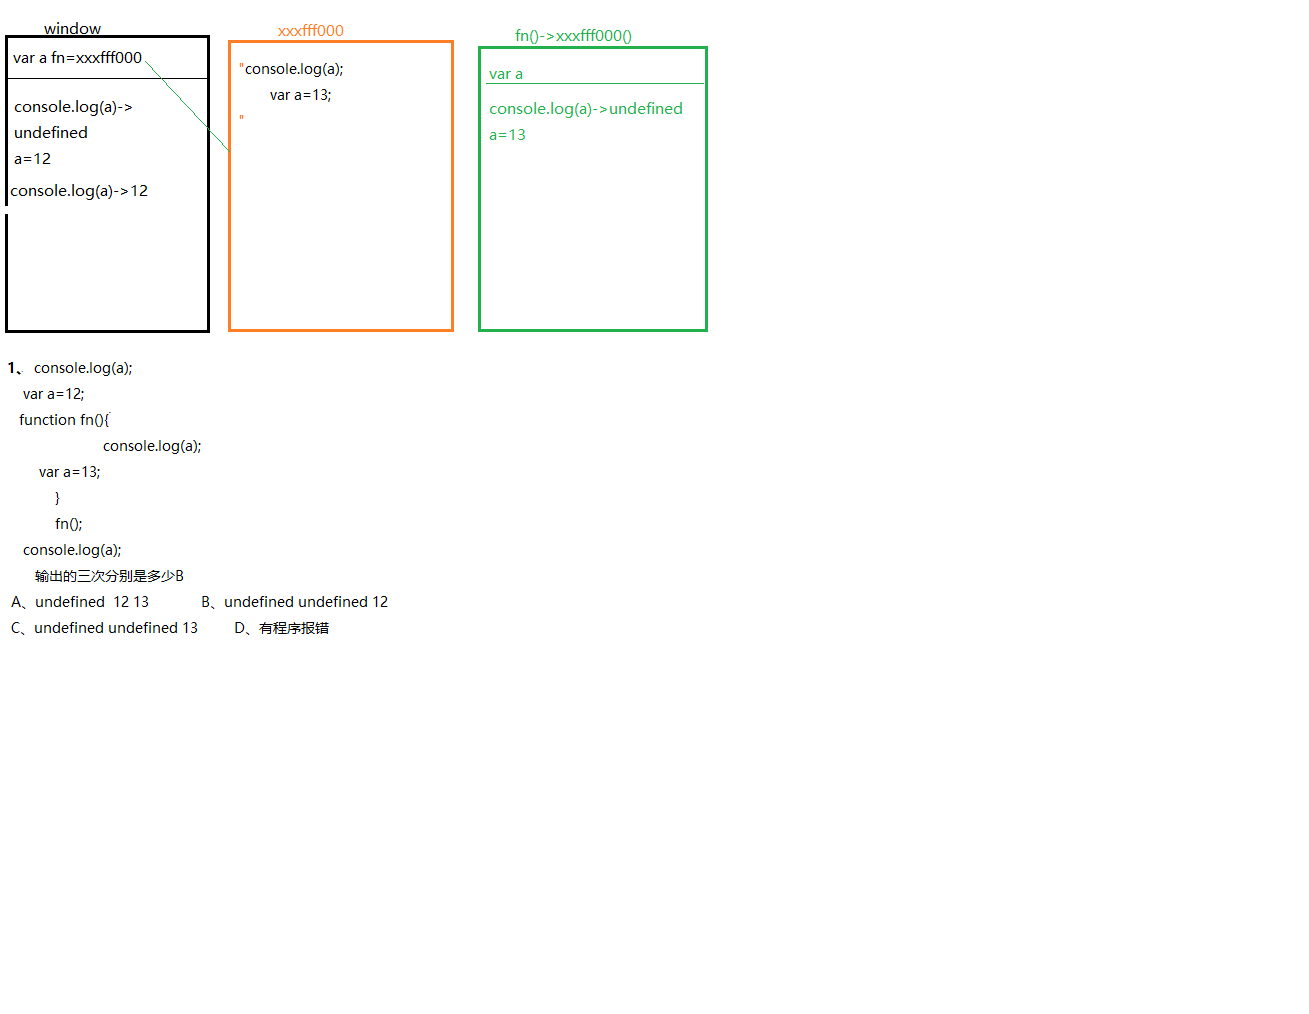 window
var a fn=xxxfff000
console.log(a)->
undefined
a=12
console.log(a)->12
xxxfff000
"console.log(a);
var a=13;
"
fn()->xxxfff000()
var a
console.log(a)->undefined
a=13
1、 console.log(a);
var a=12;
function fn(){
console.log(a);
var a=13;
}
fn();
console.log(a);
输出的三次分别是多少B
A、undefined 12 13 B、undefined undefined 12
C、undefined undefined 13 D、有程序报错